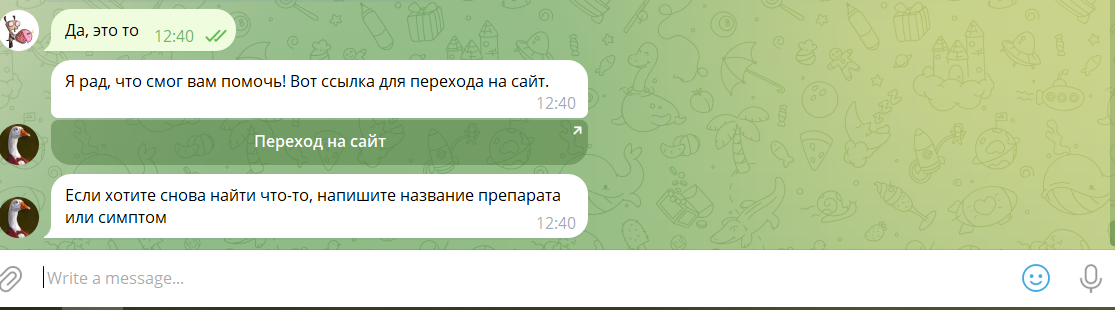 Да, это то 12:40
Я рад, что смог вам помочь! Вот ссылка для перехода на сайт.
12:40
Переход на сайт
Если хотите снова найти что-то, напишите название препарата
или симптом
12:40
Write a message...